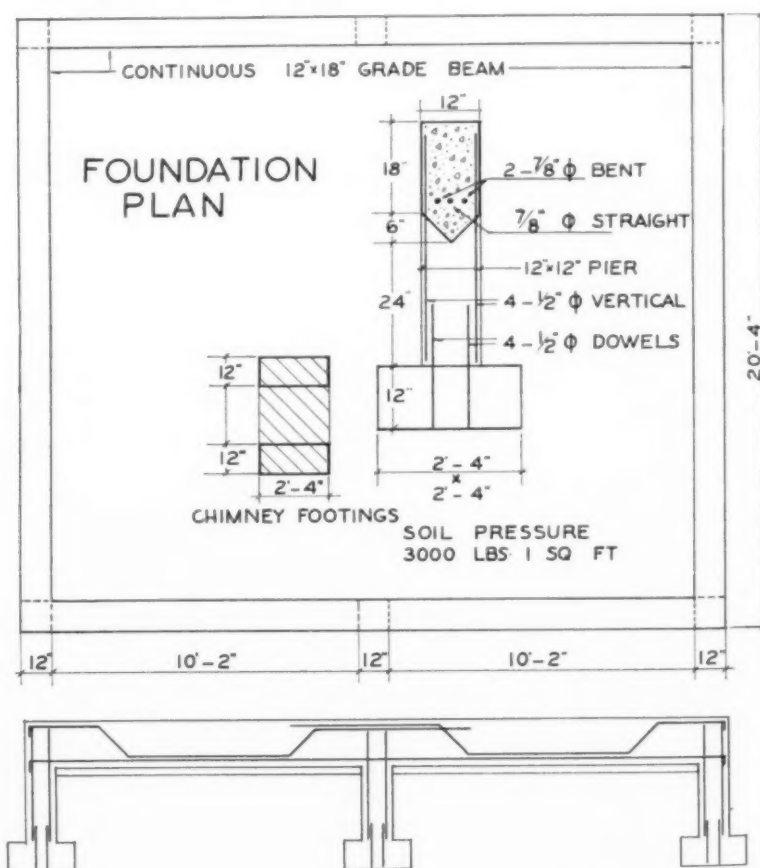 CONTINUOUS 12"x18" GRADE BEAM
12"
FOUNDATION
PLAN
18"
2-7/8" ϕ BENT
7/8" ϕ STRAIGHT
6"
12"x12" PIER
24"
4-1/2" ϕ VERTICAL
4-1/2" ϕ DOWELS
20'-4"
12"
12"
12"
2'-4"
x
2'-4"
2'-4"
CHIMNEY FOOTINGS
SOIL PRESSURE
3000 LBS. 1 SQ FT
12" 10'-2" 12" 10'-2" 12"